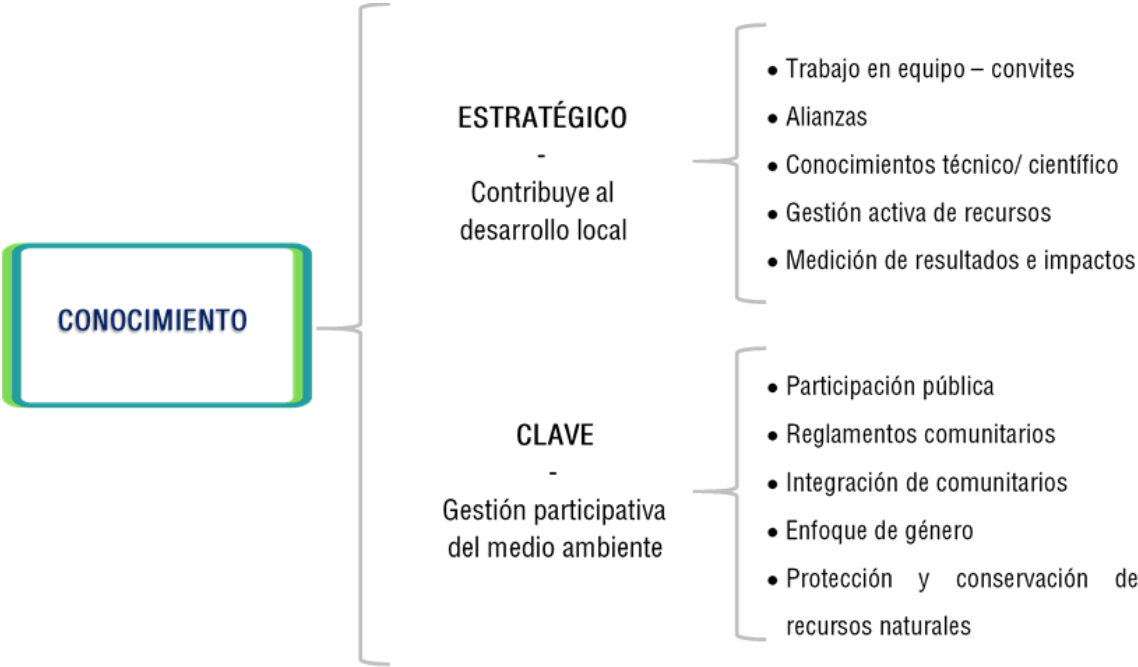 CONOCIMIENTO
ESTRATÉGICO
-
Contribuye al
desarrollo local
• Trabajo en equipo – convites
• Alianzas
• Conocimientos técnico/ científico
• Gestión activa de recursos
• Medición de resultados e impactos
CLAVE
-
Gestión participativa
del medio ambiente
• Participación pública
• Reglamentos comunitarios
• Integración de comunitarios
• Enfoque de género
• Protección y conservación de
recursos naturales